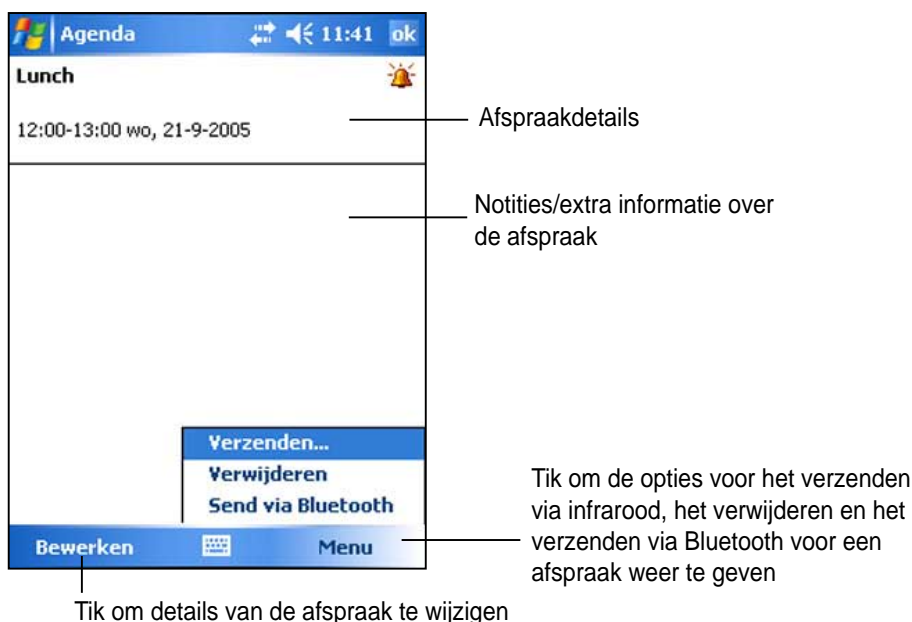 Agenda 11:41 ok
Lunch
12:00-13:00 wo, 21-9-2005
Afspraakdetails
Notities/extra informatie over
de afspraak
Verzenden...
Verwijderen
Send via Bluetooth
Bewerken Menu
Tik om de opties voor het verzenden
via infrarood, het verwijderen en het
verzenden via Bluetooth voor een
afspraak weer te geven
Tik om details van de afspraak te wijzigen